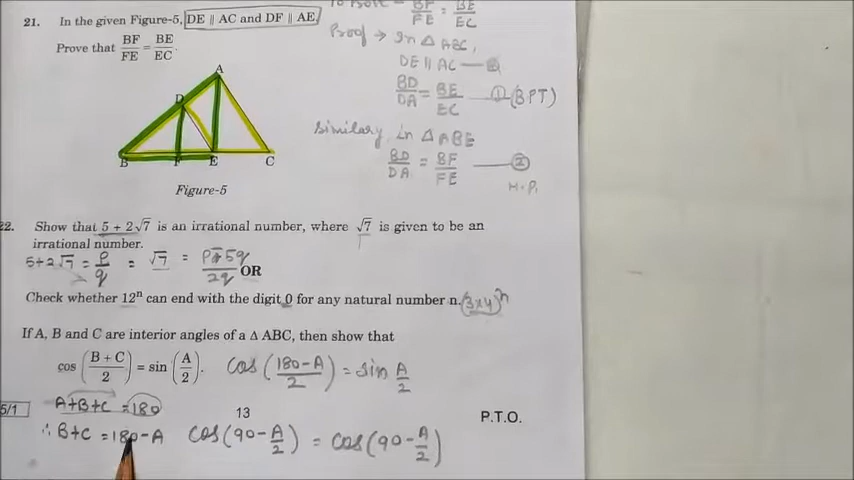 21. In the given Figure-5, DE || AC and DF || AE.
Prove that BF/FE = BE/EC.
A
D
B F E C
Figure-5
BF/FE = BE/EC
Proof → In △ ABC,
DE || AC — 
BD/DA = BE/EC — ① (BPT)
Similary in △ ABE
BD/DA = BF/FE — ②
H.P.
22. Show that 5 + 2√7 is an irrational number, where √7 is given to be an
irrational number.
5+2√7 = p/q = √7 = p-5q/2q
OR
Check whether 12ⁿ can end with the digit 0 for any natural number n. (3×4)ⁿ
If A, B and C are interior angles of a △ ABC, then show that
cos (B + C / 2) = sin (A/2). cos (180-A / 2) = sin A/2
A+B+C = 180
5/1 13 P.T.O.
∴ B+C = 180-A cos (90 - A/2) = cos (90 - A/2)